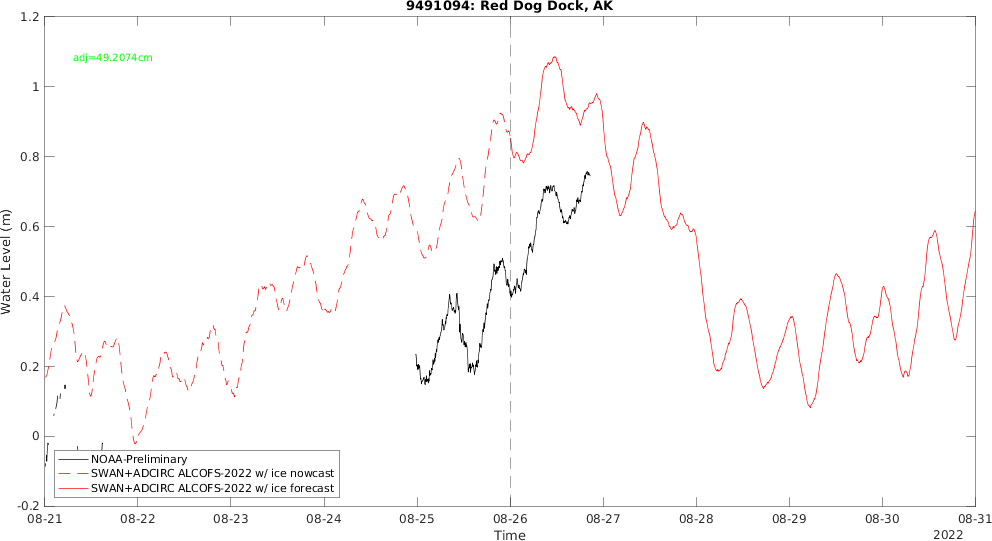 9491094: Red Dog Dock, AK
adj=49.2074cm
Water Level (m)
1.2
1
0.8
0.6
0.4
0.2
0
-0.2
NOAA-Preliminary
SWAN+ADCIRC ALCOFS-2022 w/ ice nowcast
SWAN+ADCIRC ALCOFS-2022 w/ ice forecast
08-21 08-22 08-23 08-24 08-25 08-26 08-27 08-28 08-29 08-30 08-31
Time
2022